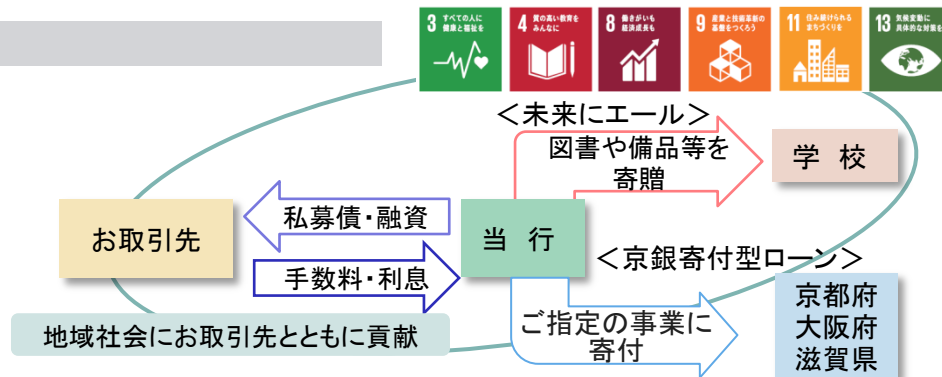 3 すべての人に
健康と福祉を
4 質の高い教育を
みんなに
8 働きがいも
経済成長も
9 産業と技術革新の
基盤をつくろう
11 住み続けられる
まちづくりを
13 気候変動に
具体的な対策を
<未来にエール>
図書や備品等を
寄贈
学 校
お取引先
私募債・融資
手数料・利息
当 行
<京銀寄付型ローン>
ご指定の事業に
寄付
京都府
大阪府
滋賀県
地域社会にお取引先とともに貢献